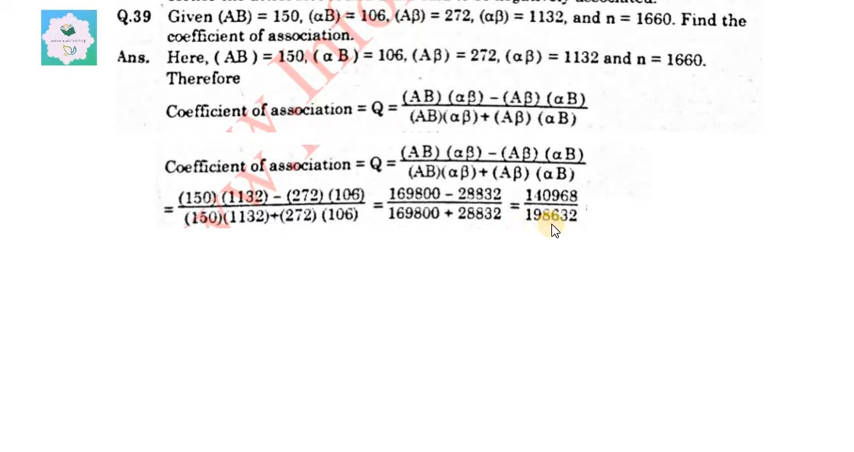 Q.39 Given (AB) = 150, (αB) = 106, (Aβ) = 272, (αβ) = 1132, and n = 1660. Find the
coefficient of association.
Ans. Here, ( AB ) = 150, ( α B ) = 106, (Aβ) = 272, (αβ) = 1132 and n = 1660.
Therefore
Coefficient of association = Q = (AB) (αβ) − (Aβ) (αB) / (AB)(αβ) + (Aβ) (αB)
Coefficient of association = Q = (AB) (αβ) − (Aβ) (αB) / (AB)(αβ) + (Aβ) (αB)
= (150) (1132) − (272) (106) / (150)(1132)+(272) (106) = 169800 − 28832 / 169800 + 28832 = 140968 / 198632